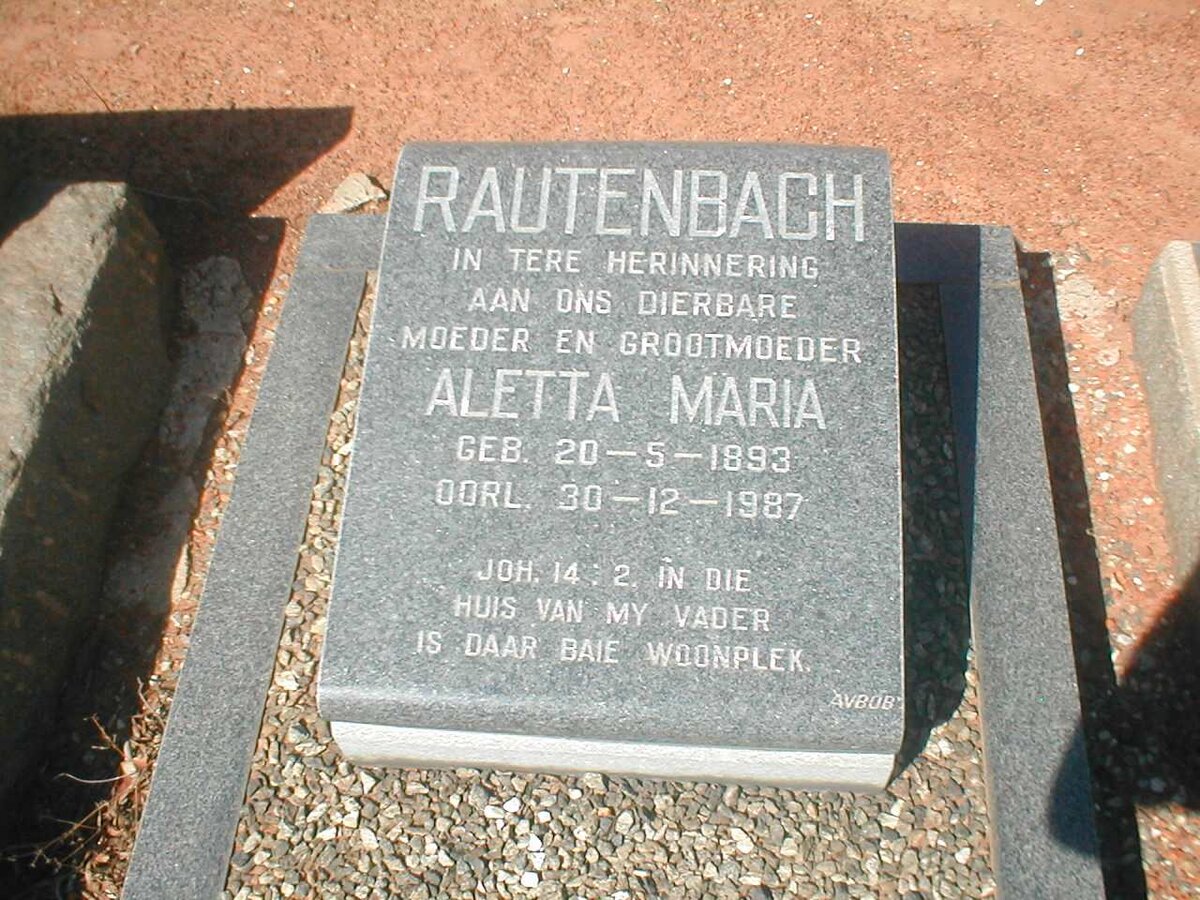 RAUTENBACH
IN TERE HERINNERING
AAN ONS DIERBARE
MOEDER EN GROOTMOEDER
ALETTA MARIA
GEB. 20-5-1893
OORL. 30-12-1987
JOH. 14:2. IN DIE
HUIS VAN MY VADER
IS DAAR BAIE WOONPLEK.
"AVBOB"